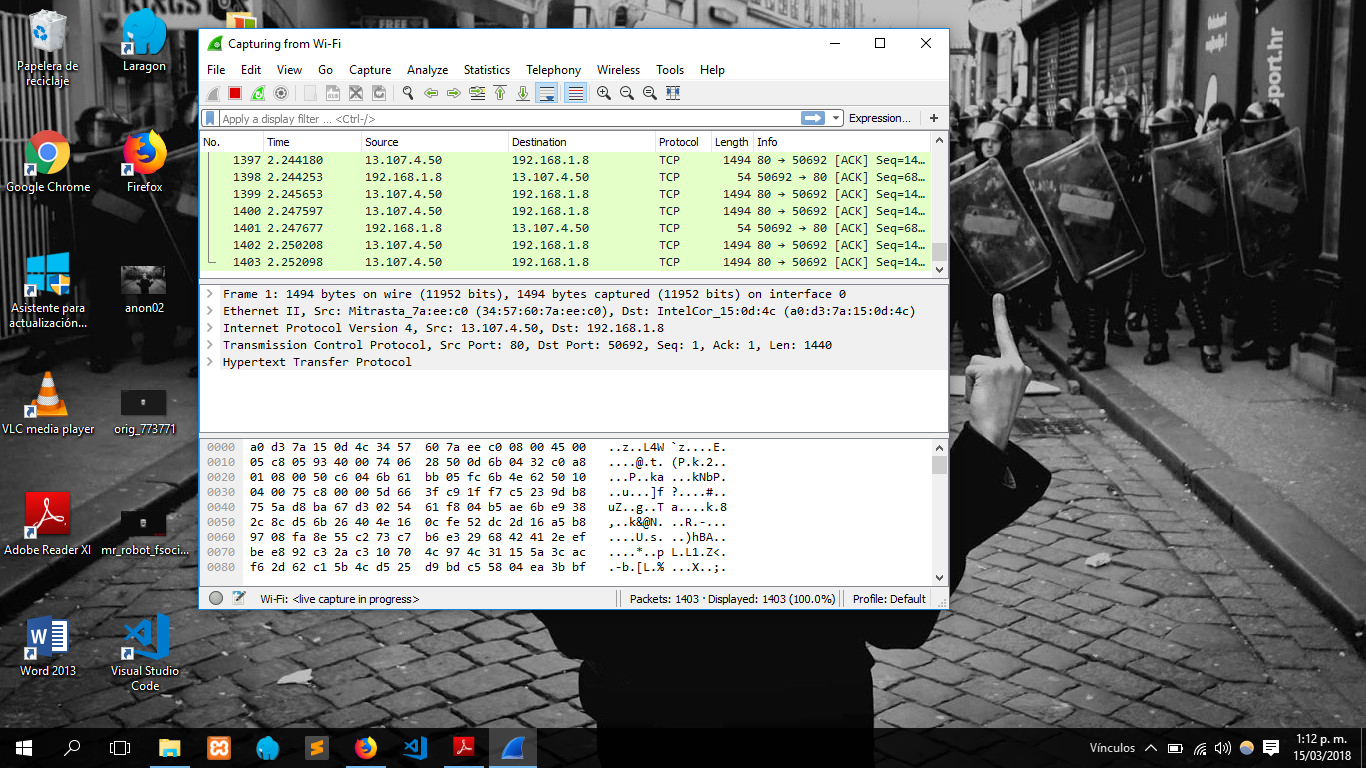 FREE
Papelera de
reciclaje
Laragon
Google Chrome
Firefox
Asistente para
actualización...
anon02
VLC media player
orig_773771
Adobe Reader XI
mr_robot_fsoci...
Word 2013
Visual Studio
Code
Capturing from Wi-Fi
File Edit View Go Capture Analyze Statistics Telephony Wireless Tools Help
Apply a display filter ... <Ctrl-/> Expression... +
No. Time Source Destination Protocol Length Info
1397 2.244180 13.107.4.50 192.168.1.8 TCP 1494 80 → 50692 [ACK] Seq=14…
1398 2.244253 192.168.1.8 13.107.4.50 TCP 54 50692 → 80 [ACK] Seq=68…
1399 2.245653 13.107.4.50 192.168.1.8 TCP 1494 80 → 50692 [ACK] Seq=14…
1400 2.247597 13.107.4.50 192.168.1.8 TCP 1494 80 → 50692 [ACK] Seq=14…
1401 2.247677 192.168.1.8 13.107.4.50 TCP 54 50692 → 80 [ACK] Seq=68…
1402 2.250208 13.107.4.50 192.168.1.8 TCP 1494 80 → 50692 [ACK] Seq=14…
1403 2.252098 13.107.4.50 192.168.1.8 TCP 1494 80 → 50692 [ACK] Seq=14…
Frame 1: 1494 bytes on wire (11952 bits), 1494 bytes captured (11952 bits) on interface 0
Ethernet II, Src: Mitrasta_7a:ee:c0 (34:57:60:7a:ee:c0), Dst: IntelCor_15:0d:4c (a0:d3:7a:15:0d:4c)
Internet Protocol Version 4, Src: 13.107.4.50, Dst: 192.168.1.8
Transmission Control Protocol, Src Port: 80, Dst Port: 50692, Seq: 1, Ack: 1, Len: 1440
Hypertext Transfer Protocol
0000 a0 d3 7a 15 0d 4c 34 57 60 7a ee c0 08 00 45 00 ..z..L4W `z....E.
0010 05 c8 05 93 40 00 74 06 28 50 0d 6b 04 32 c0 a8 ....@.t. (P.k.2..
0020 01 08 00 50 c6 04 6b 61 bb 05 fc 6b 4e 62 50 10 ...P..ka ...kNbP.
0030 04 00 75 c8 00 00 5d 66 3f c9 1f f7 c5 23 9d b8 ..u...]f ?....#..
0040 75 5a d8 ba 67 d3 02 54 61 f8 04 b5 ae 6b e9 38 uZ..g..T a....k.8
0050 2c 8c d5 6b 26 40 4e 16 0c fe 52 dc 2d 16 a5 b8 ,..k&@N. ..R.-...
0060 97 08 fa 8e 55 c2 73 c7 b6 e3 29 68 42 41 2e ef ....U.s. ..)hBA..
0070 be e8 92 c3 2a c3 10 70 4c 97 4c 31 15 5a 3c ac ....*..p L.L1.Z<.
0080 f6 2d 62 c1 5b 4c d5 25 d9 bd c5 58 04 ea 3b bf .-b.[L.% ...X..;.
Wi-Fi: <live capture in progress> Packets: 1403 · Displayed: 1403 (100.0%) Profile: Default
sport.hr
Vínculos
1:12 p. m.
15/03/2018